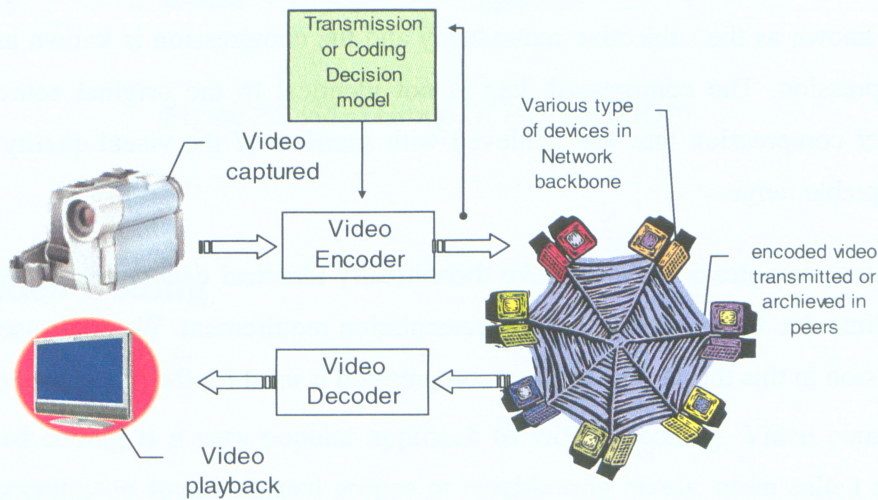 Transmission
or Coding
Decision
model
Video
captured
Various type
of devices in
Network
backbone
Video
Encoder
encoded video
transmitted or
archieved in
peers
Video
Decoder
Video
playback